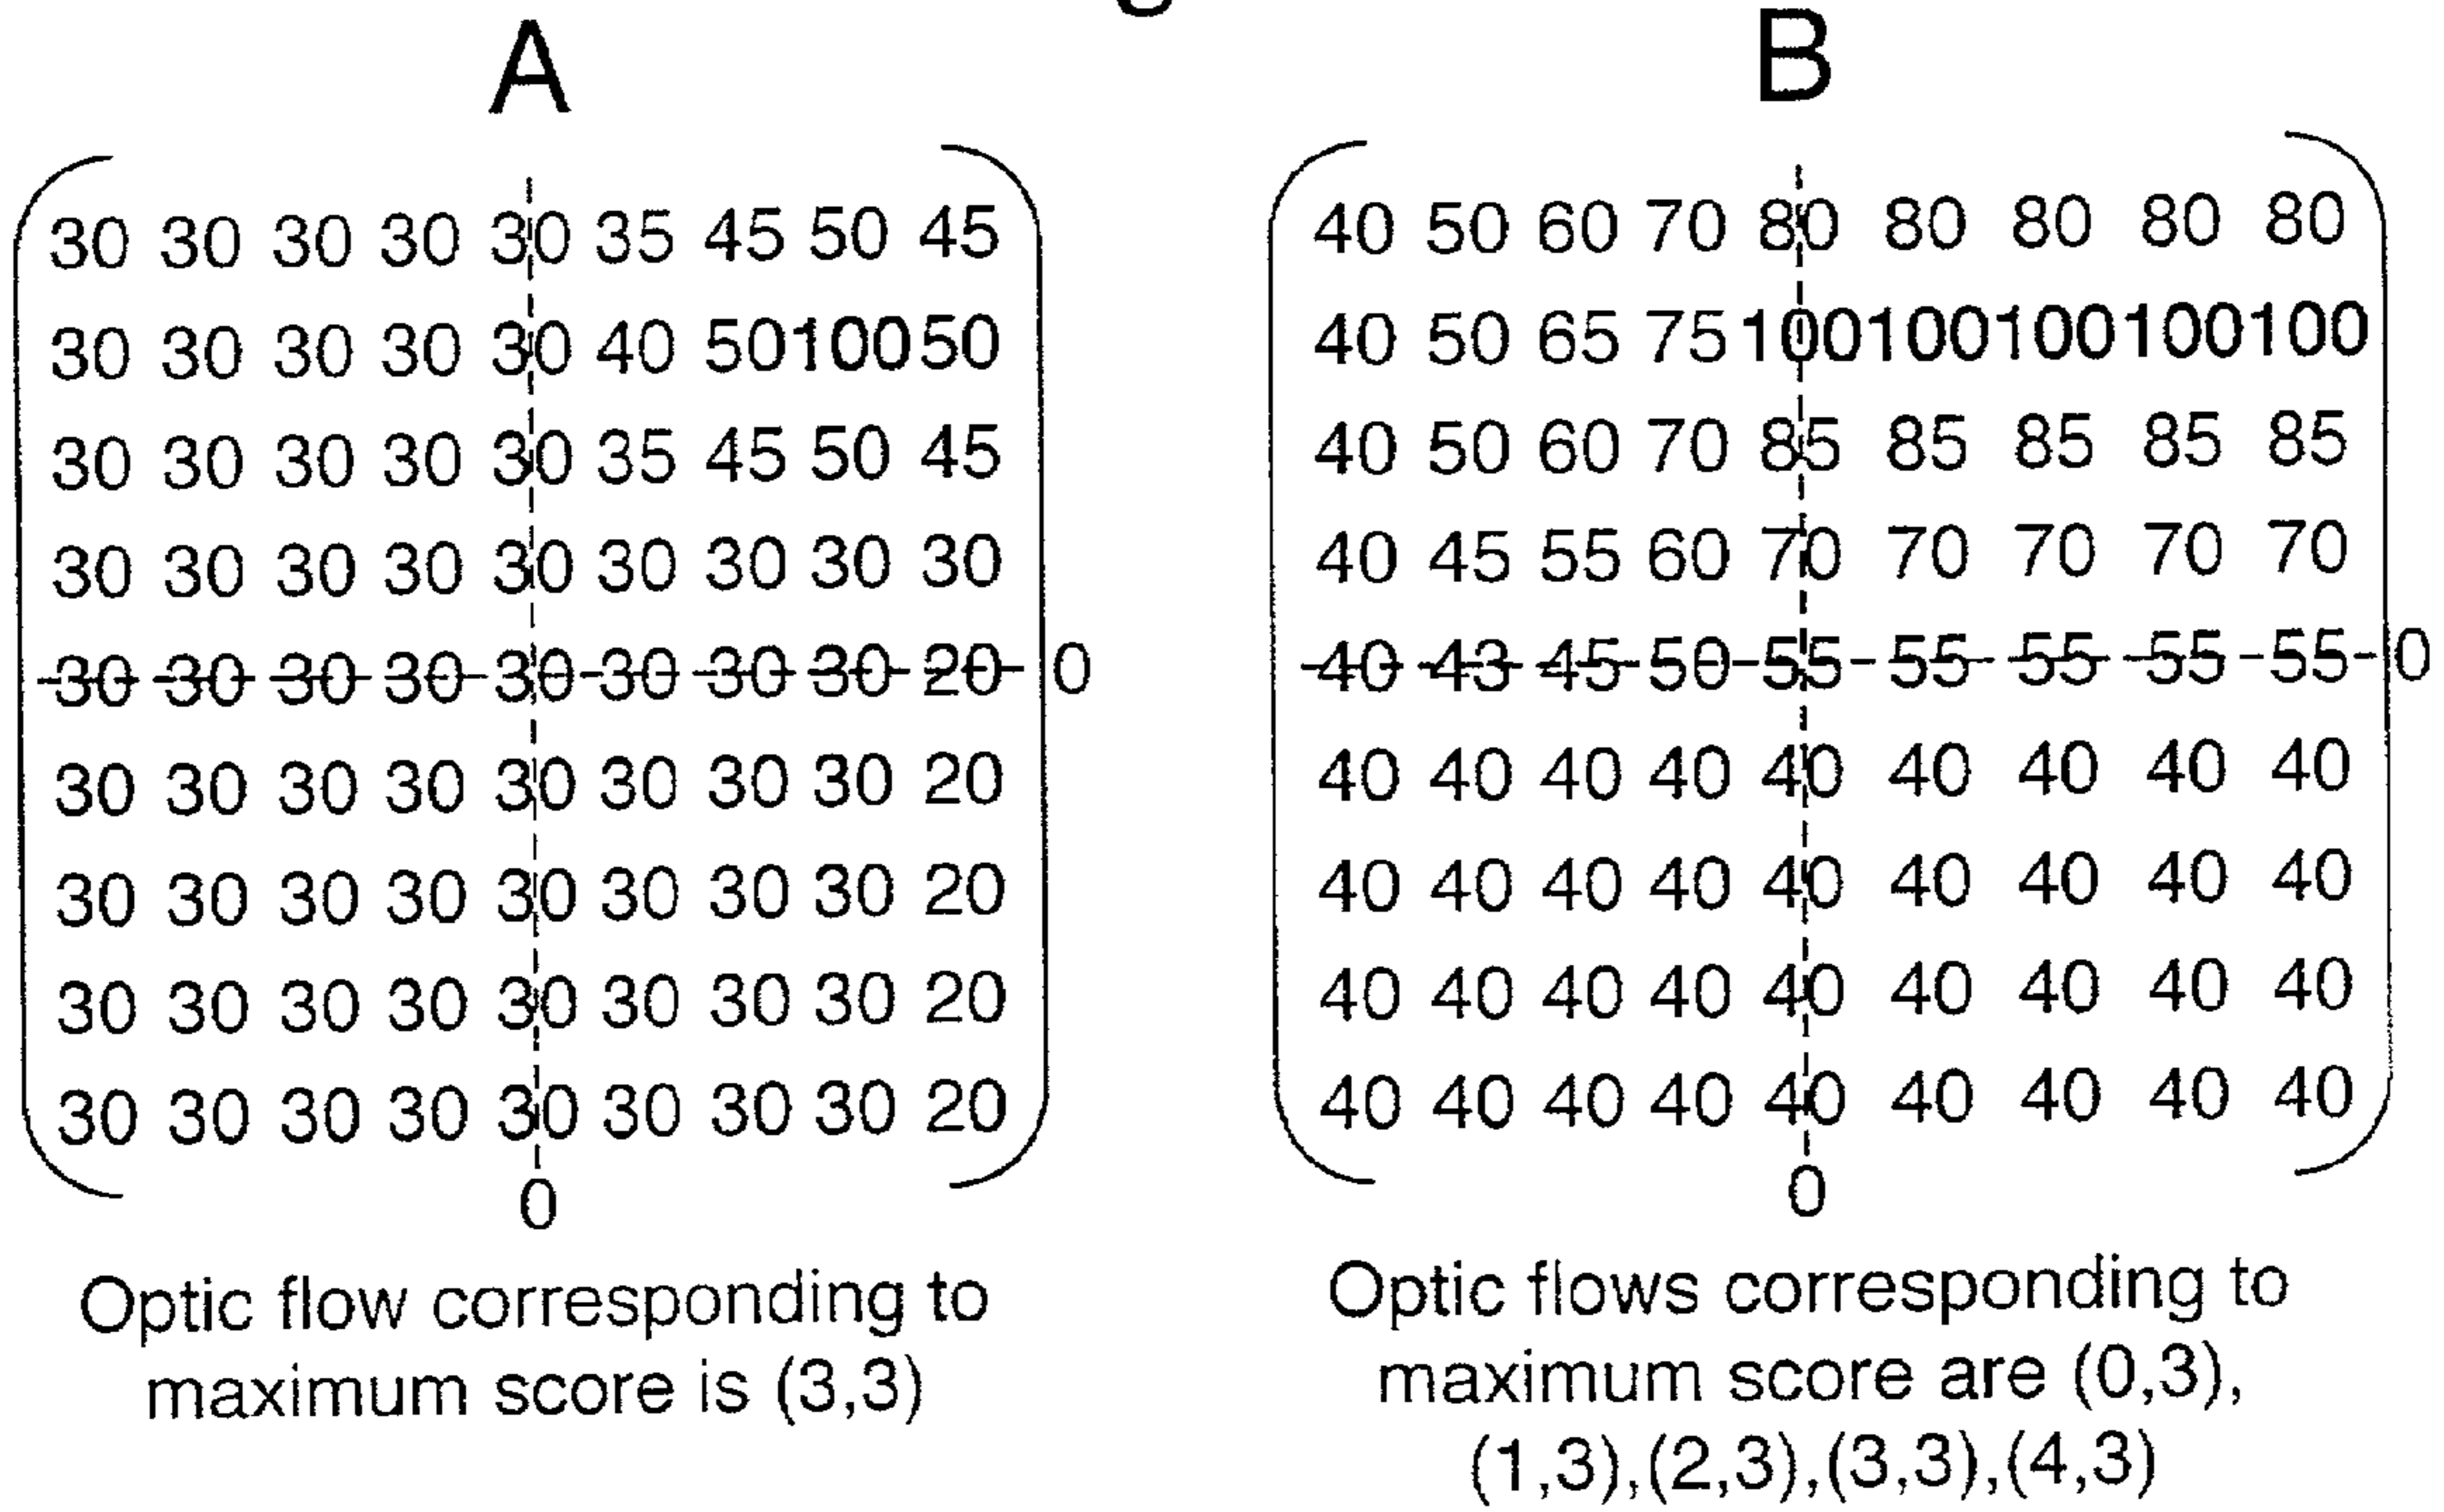 A
30 30 30 30 30 35 45 50 45
30 30 30 30 30 40 50 100 50
30 30 30 30 30 35 45 50 45
30 30 30 30 30 30 30 30 30
30 30 30 30 30 30 30 30 20 0
30 30 30 30 30 30 30 30 20
30 30 30 30 30 30 30 30 20
30 30 30 30 30 30 30 30 20
30 30 30 30 30 30 30 30 20
0
Optic flow corresponding to
maximum score is (3,3)
B
40 50 60 70 80 80 80 80 80
40 50 65 75 100 100 100 100 100
40 50 60 70 85 85 85 85 85
40 45 55 60 70 70 70 70 70
40 43 45 50 55 55 55 55 55 0
40 40 40 40 40 40 40 40 40
40 40 40 40 40 40 40 40 40
40 40 40 40 40 40 40 40 40
40 40 40 40 40 40 40 40 40
0
Optic flows corresponding to
maximum score are (0,3),
(1,3),(2,3),(3,3),(4,3)